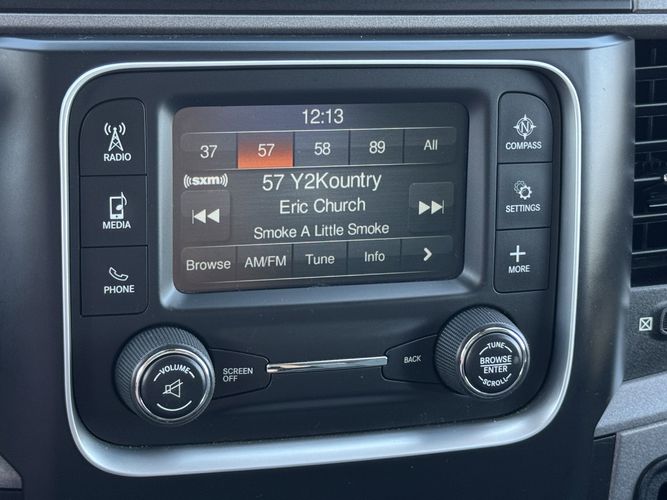 12:13
37 57 58 89 All
((sxm))
57 Y2Kountry
Eric Church
Smoke A Little Smoke
Browse AM/FM Tune Info
RADIO
MEDIA
PHONE
N
COMPASS
SETTINGS
MORE
VOLUME
SCREEN
OFF
BACK
TUNE
BROWSE
ENTER
SCROLL